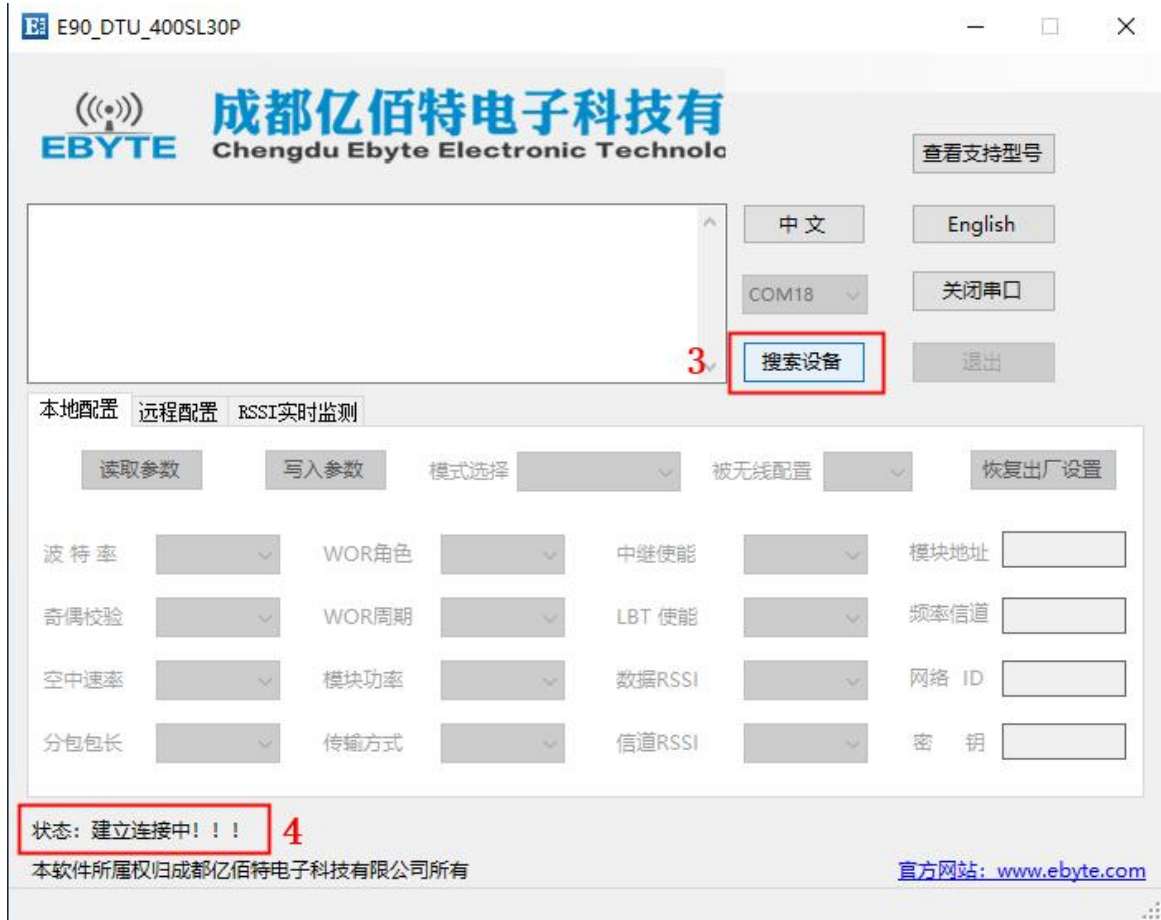 E90_DTU_400SL30P
EBYTE
成都亿佰特电子科技有
Chengdu Ebyte Electronic Technolo
查看支持型号
中 文
English
COM18
关闭串口
3
搜索设备
退出
本地配置 远程配置 RSSI实时监测
读取参数 写入参数 模式选择 被无线配置 恢复出厂设置
波 特 率 WOR角色 中继使能 模块地址
奇偶校验 WOR周期 LBT 使能 频率信道
空中速率 模块功率 数据RSSI 网络 ID
分包包长 传输方式 信道RSSI 密 钥
状态：建立连接中！！！ 4
本软件所属权归成都亿佰特电子科技有限公司所有 官方网站：www.ebyte.com